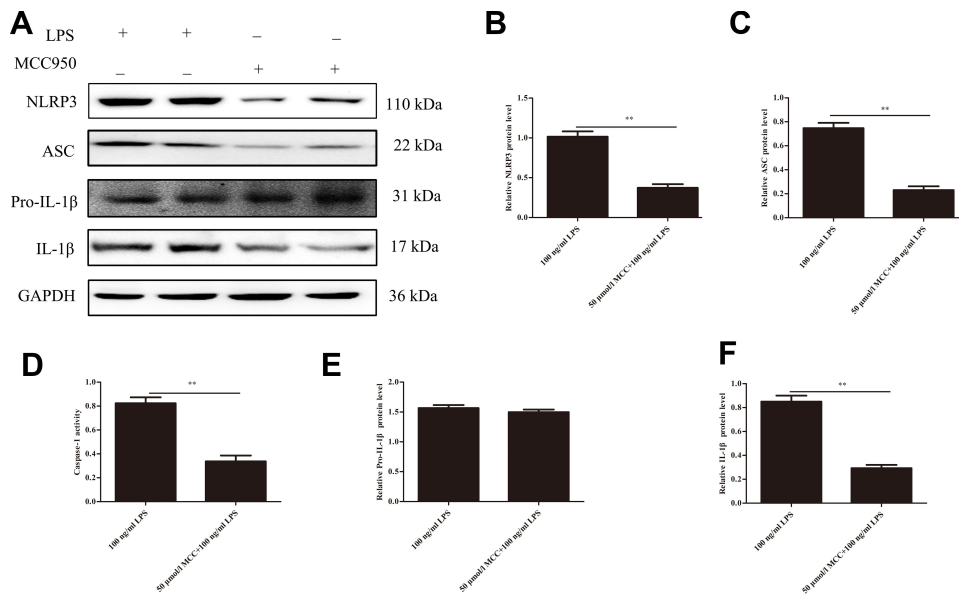 A
LPS + + – –
MCC950 – – + +
NLRP3 110 kDa
ASC 22 kDa
Pro-IL-1β 31 kDa
IL-1β 17 kDa
GAPDH 36 kDa
B
Relative NLRP3 protein level
1.5
1.0
0.5
0.0
**
100 ng/ml LPS
50 μmol/l MCC+100 ng/ml LPS
C
Relative ASC protein level
1.0
0.8
0.6
0.4
0.2
0.0
**
100 ng/ml LPS
50 μmol/l MCC+100 ng/ml LPS
D
Caspase-1 activity
1.0
0.8
0.6
0.4
0.2
0.0
**
100 ng/ml LPS
50 μmol/l MCC+100 ng/ml LPS
E
Relative Pro-IL-1β protein level
2.0
1.5
1.0
0.5
0.0
100 ng/ml LPS
50 μmol/l MCC+100 ng/ml LPS
F
Relative IL-1β protein level
1.0
0.8
0.6
0.4
0.2
0.0
**
100 ng/ml LPS
50 μmol/l MCC+100 ng/ml LPS